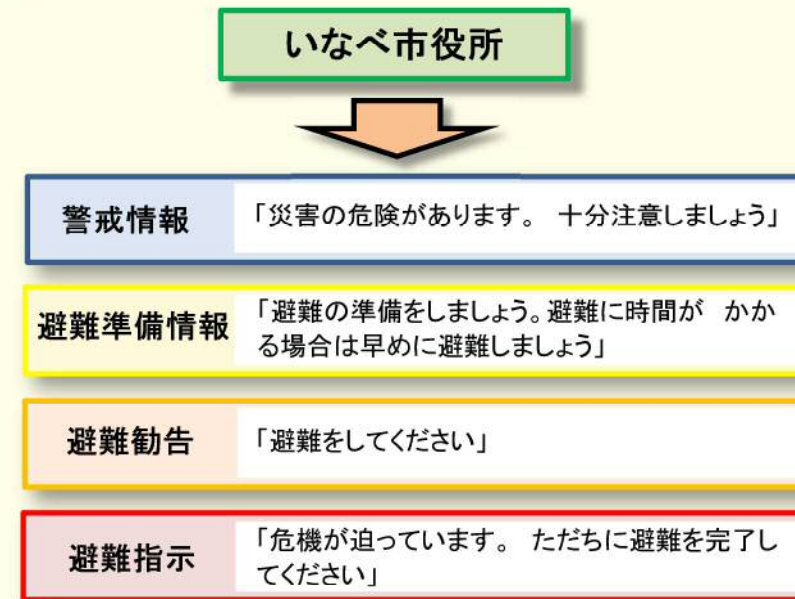 いなべ市役所
警戒情報
「災害の危険があります。 十分注意しましょう」
避難準備情報
「避難の準備をしましょう。避難に時間が かか
る場合は早めに避難しましょう」
避難勧告
「避難をしてください」
避難指示
「危機が迫っています。 ただちに避難を完了し
てください」